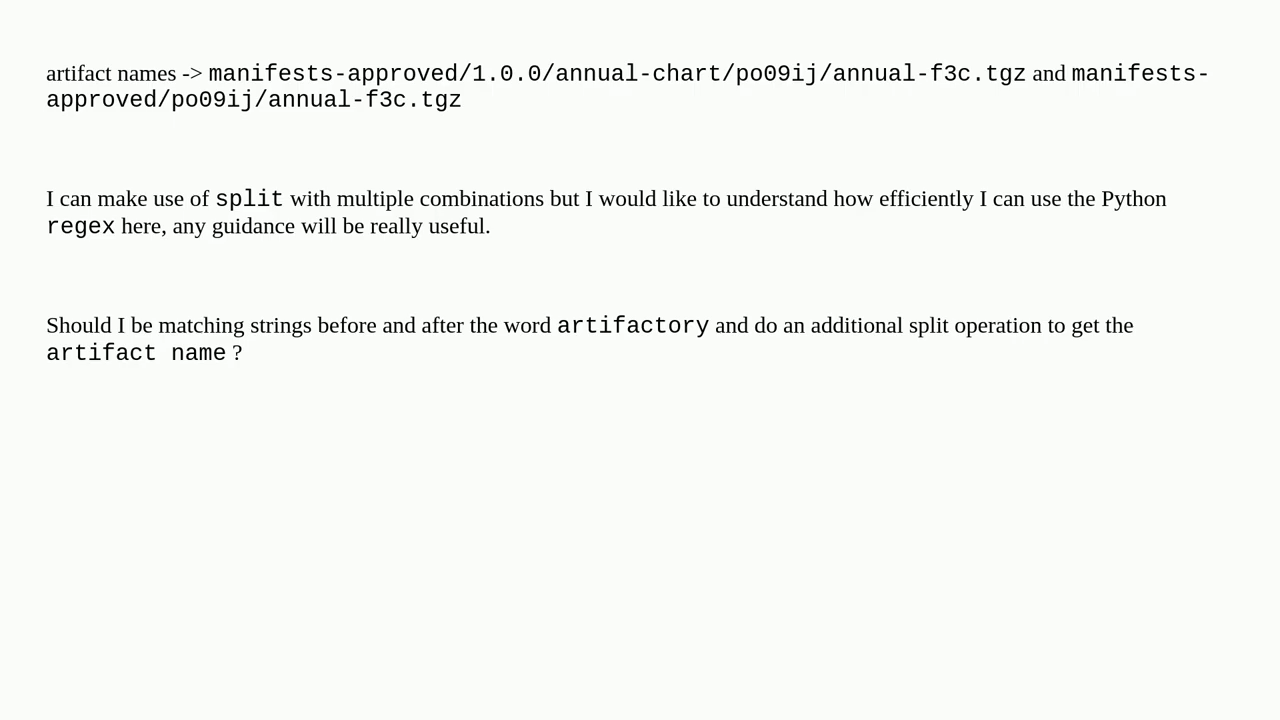 artifact names -> manifests-approved/1.0.0/annual-chart/po09ij/annual-f3c.tgz and manifests-
approved/po09ij/annual-f3c.tgz
I can make use of split with multiple combinations but I would like to understand how efficiently I can use the Python
regex here, any guidance will be really useful.
Should I be matching strings before and after the word artifactory and do an additional split operation to get the
artifact name ?